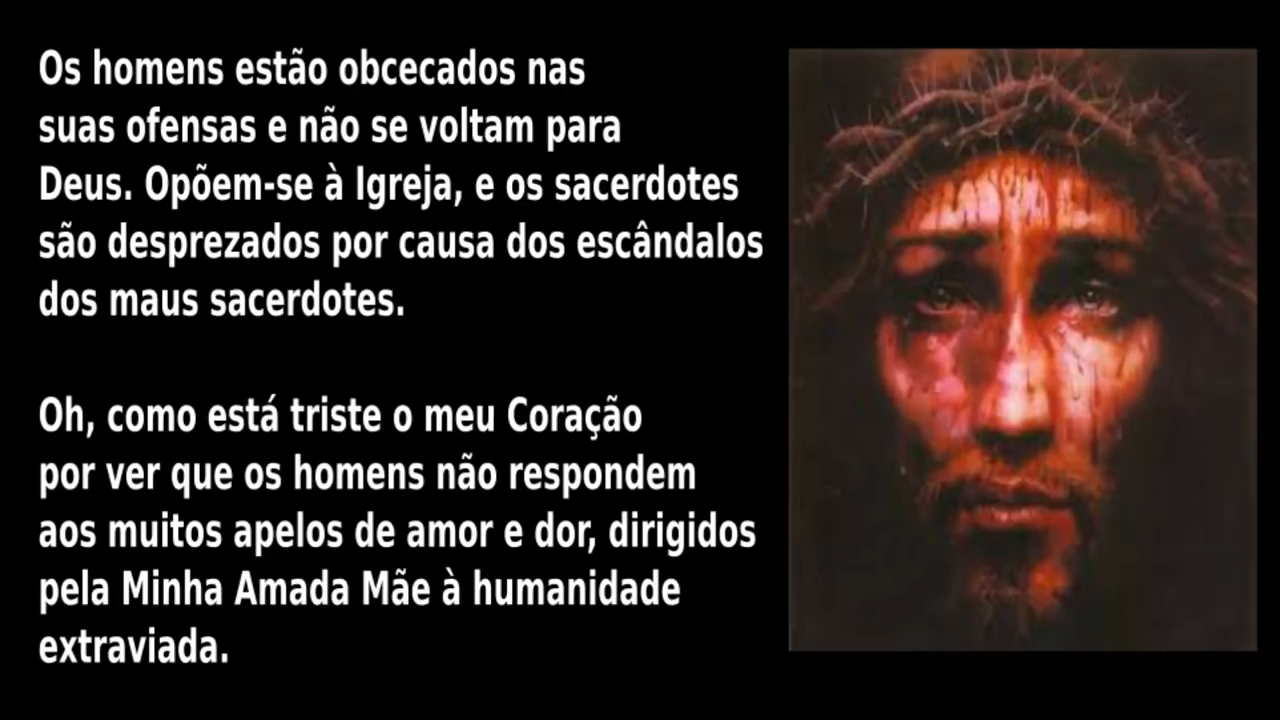 Os homens estão obcecados nas
suas ofensas e não se voltam para
Deus. Opõem-se à Igreja, e os sacerdotes
são desprezados por causa dos escândalos
dos maus sacerdotes.
Oh, como está triste o meu Coração
por ver que os homens não respondem
aos muitos apelos de amor e dor, dirigidos
pela Minha Amada Mãe à humanidade
extraviada.